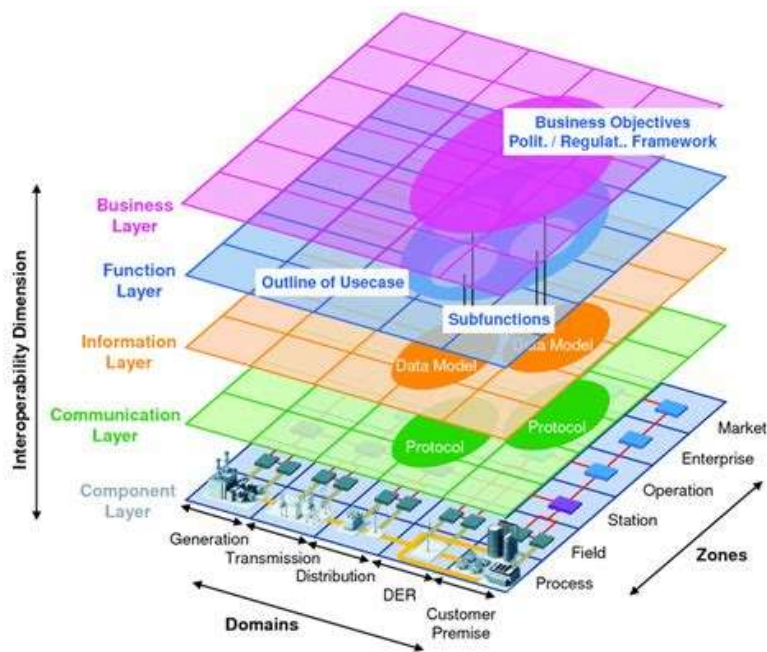 Business Objectives
Polit. / Regulat.. Framework
Business
Layer
Function
Layer
Outline of Usecase
Subfunctions
Information
Layer
Data Model
Data Model
Communication
Layer
Protocol
Protocol
Component
Layer
Interoperability Dimension
Generation
Transmission
Distribution
DER
Customer
Premise
Domains
Market
Enterprise
Operation
Station
Field
Process
Zones